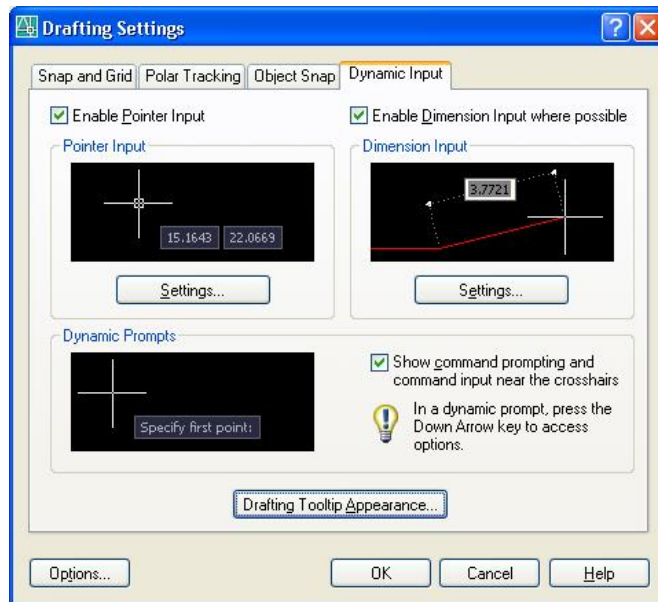 Drafting Settings
Snap and Grid
Polar Tracking
Object Snap
Dynamic Input
Enable Pointer Input
Enable Dimension Input where possible
Pointer Input
15.1643 22.0669
Settings...
Dimension Input
3.7721
Settings...
Dynamic Prompts
Specify first point:
Show command prompting and
command input near the crosshairs
In a dynamic prompt, press the
Down Arrow key to access
options.
Drafting Tooltip Appearance...
Options...
OK
Cancel
Help